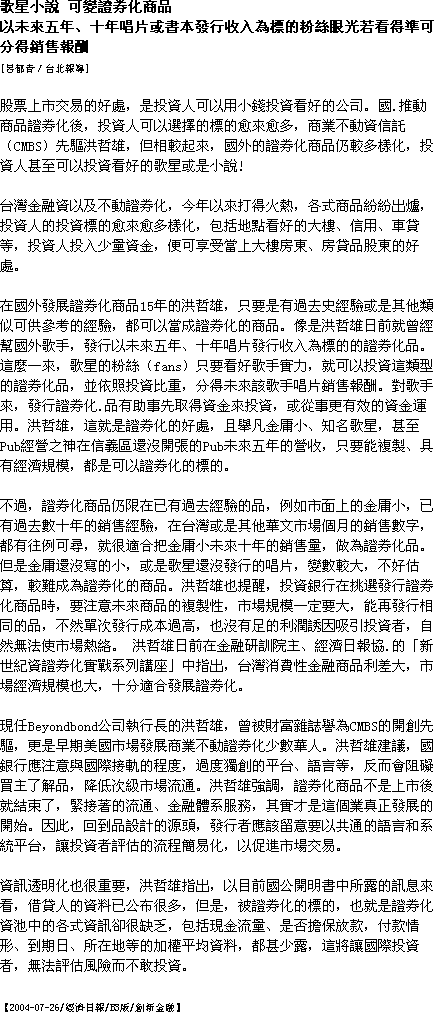 歌星小說 可變證券化商品
以未來五年、十年唱片或書本發行收入為標的粉絲眼光若看得準可
分得銷售報酬
股票上市交易的好處，是投資人可以用小錢投資看好的公司。國.推動
商品證券化後，投資人可以選擇的標的愈來愈多，商業不動資信託
（CMBS）先驅洪哲雄，但相較起來，國外的證券化商品仍較多樣化，投
資人甚至可以投資看好的歌星或是小說!
台灣金融資以及不動證券化，今年以來打得火熱，各式商品紛紛出爐，
投資人的投資標的愈來愈多樣化，包括地點看好的大樓、信用、車貸
等，投資人投入少量資金，便可享受當上大樓房東、房貸品股東的好
處。
在國外發展證券化商品15年的洪哲雄，只要是有過去史經驗或是其他類
似可供參考的經驗，都可以當成證券化的商品。像是洪哲雄日前就曾經
幫國外歌手，發行以未來五年、十年唱片發行收入為標的的證券化品。
這麼一來，歌星的粉絲（fans）只要看好歌手實力，就可以投資這類型
的證券化品，並依照投資比重，分得未來該歌手唱片銷售報酬。對歌手
來，發行證券化.品有助事先取得資金來投資，或從事更有效的資金運
用。洪哲雄，這就是證券化的好處，且舉凡金庸小、知名歌星，甚至
Pub經營之神在信義區還沒開張的Pub未來五年的營收，只要能複製、具
有經濟規模，都是可以證券化的標的。
不過，證券化商品仍限在已有過去經驗的品，例如市面上的金庸小，已
有過去數十年的銷售經驗，在台灣或是其他華文市場個月的銷售數字，
都有往例可尋，就很適合把金庸小未來十年的銷售量，做為證券化品。
但是金庸還沒寫的小，或是歌星還沒發行的唱片，變數較大，不好估
算，較難成為證券化的商品。洪哲雄也提醒，投資銀行在挑選發行證券
化商品時，要注意未來商品的複製性，市場規模一定要大，能再發行相
同的品，不然單次發行成本過高，也沒有足的利潤誘因吸引投資者，自
然無法使市場熱絡。 洪哲雄日前在金融研訓院主、經濟日報協.的「新
世紀資證券化實戰系列講座」中指出，台灣消費性金融商品利差大，市
場經濟規模也大，十分適合發展證券化。
現任Beyondbond公司執行長的洪哲雄，曾被財富雜誌譽為CMBS的開創先
驅，更是早期美國市場發展商業不動證券化少數華人。洪哲雄建議，國
銀行應注意與國際接軌的程度，過度獨創的平台、語言等，反而會阻礙
買主了解品，降低次級市場流通。洪哲雄強調，證券化商品不是上市後
就結束了，緊接著的流通、金融體系服務，其實才是這個業真正發展的
開始。因此，回到品設計的源頭，發行者應該留意要以共通的語言和系
統平台，讓投資者評估的流程簡易化，以促進市場交易。
資訊透明化也很重要，洪哲雄指出，以目前國公開明書中所露的訊息來
看，借貸人的資料已公布很多，但是，被證券化的標的，也就是證券化
資池中的各式資訊卻很缺乏，包括現金流量、是否擔保放款，付款情
形、到期日、所在地等的加權平均資料，都甚少露，這將讓國際投資
者，無法評估風險而不敢投資。
【2004-07-26/經濟日報/B3版/創新金融】